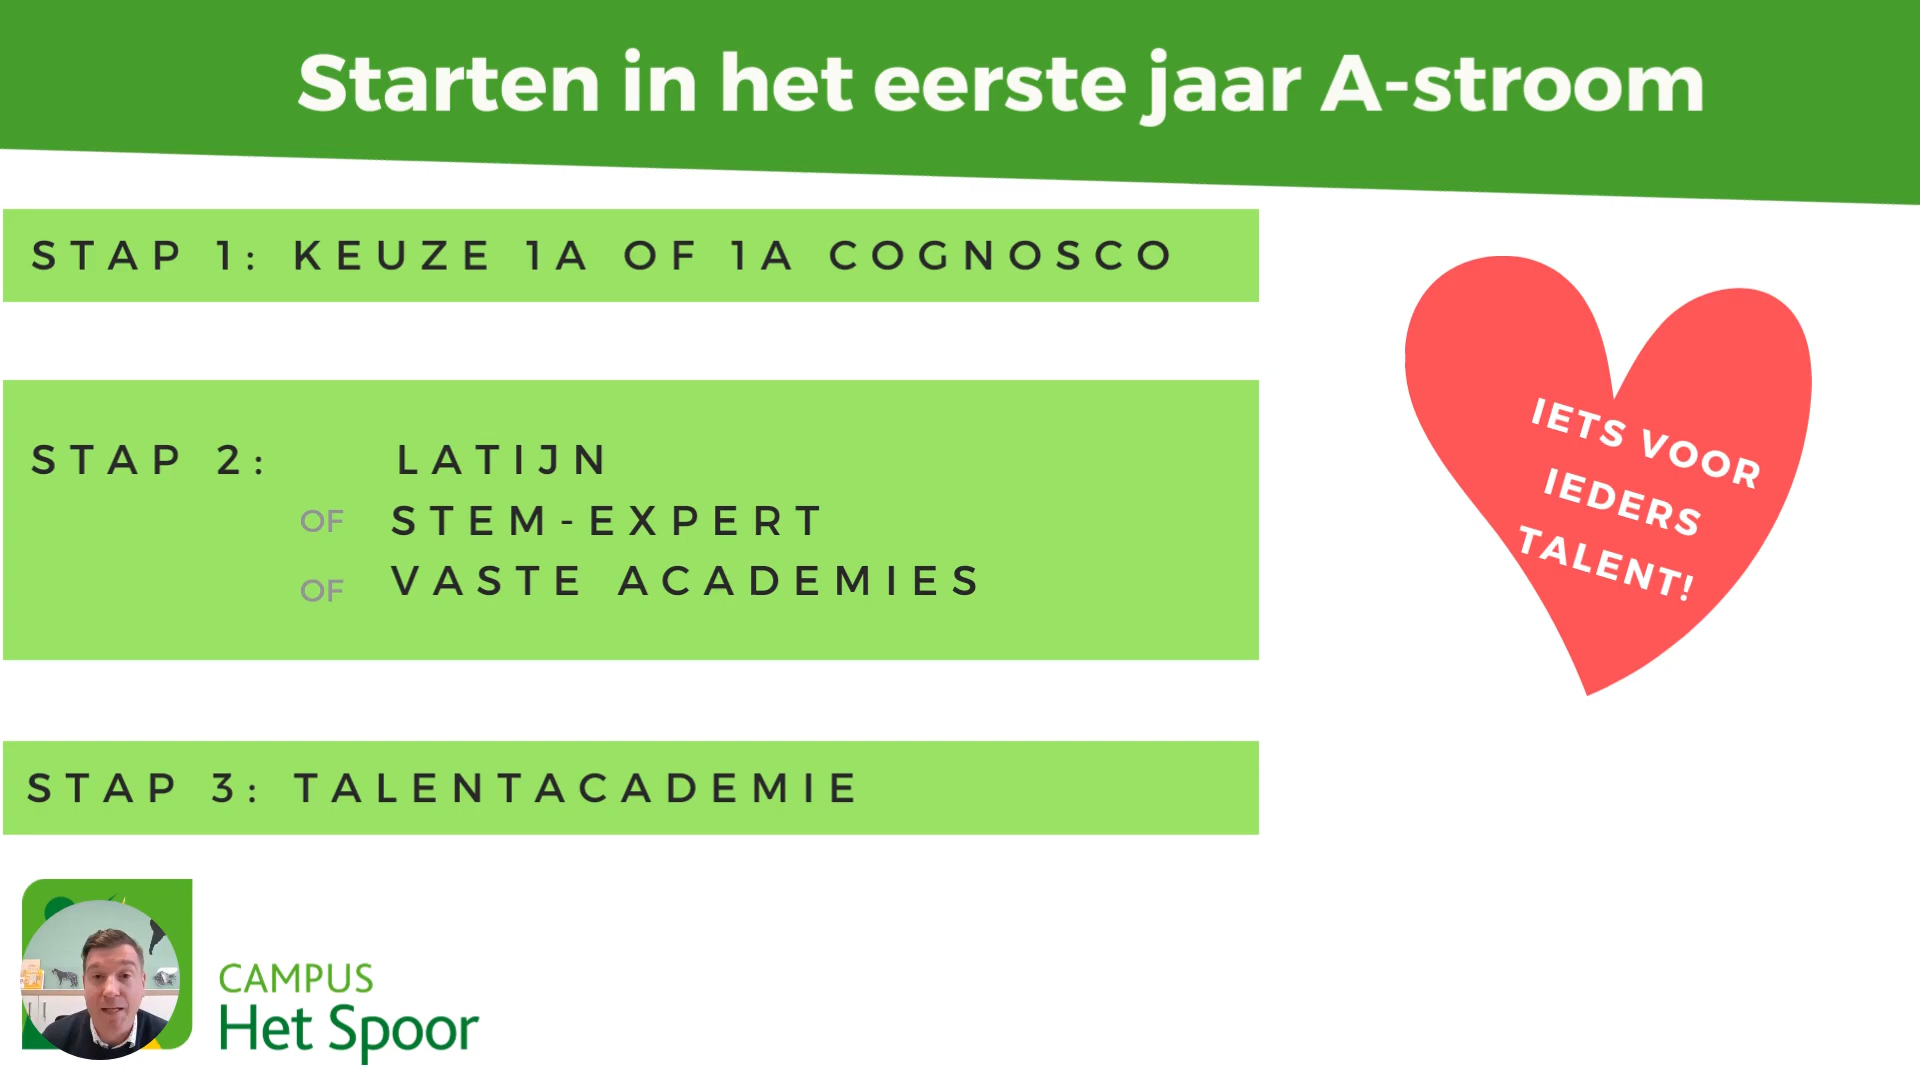 Starten in het eerste jaar A-stroom
STAP 1: KEUZE 1A OF 1A COGNOSCO
STAP 2: LATIJN
OF STEM-EXPERT
OF VASTE ACADEMIES
STAP 3: TALENTACADEMIE
IETS VOOR
IEDERS
TALENT!
CAMPUS
Het Spoor